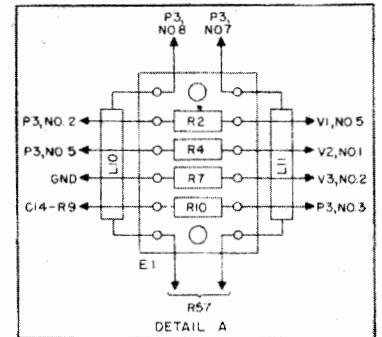 P3, P3,
NO.8 NO.7
P3, NO. 2 R2 V1, NO.5
P3, NO 5 R4 V2, NO.1
L10 L11
GND R7 V3, NO.2
C14-R9 R10 P3, NO.3
E1
R57
DETAIL A